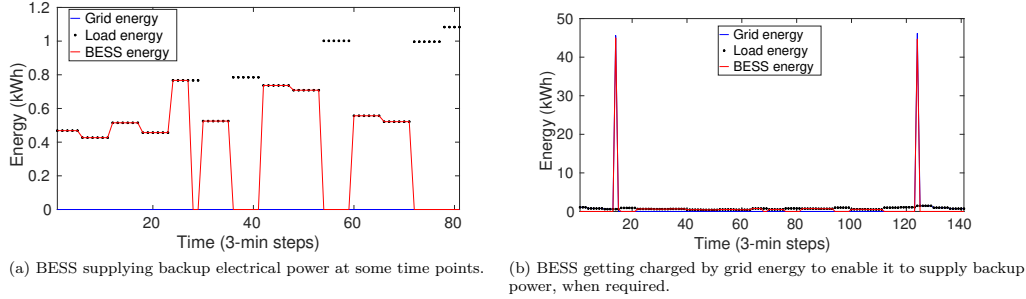 1.2
1
0.8
0.6
0.4
0.2
0
Energy (kWh)
Grid energy
Load energy
BESS energy
20
40
60
80
Time (3-min steps)
(a) BESS supplying backup electrical power at some time points.
50
40
30
20
10
0
Energy (kWh)
Grid energy
Load energy
BESS energy
20
40
60
80
100
120
140
Time (3-min steps)
(b) BESS getting charged by grid energy to enable it to supply backup
power, when required.